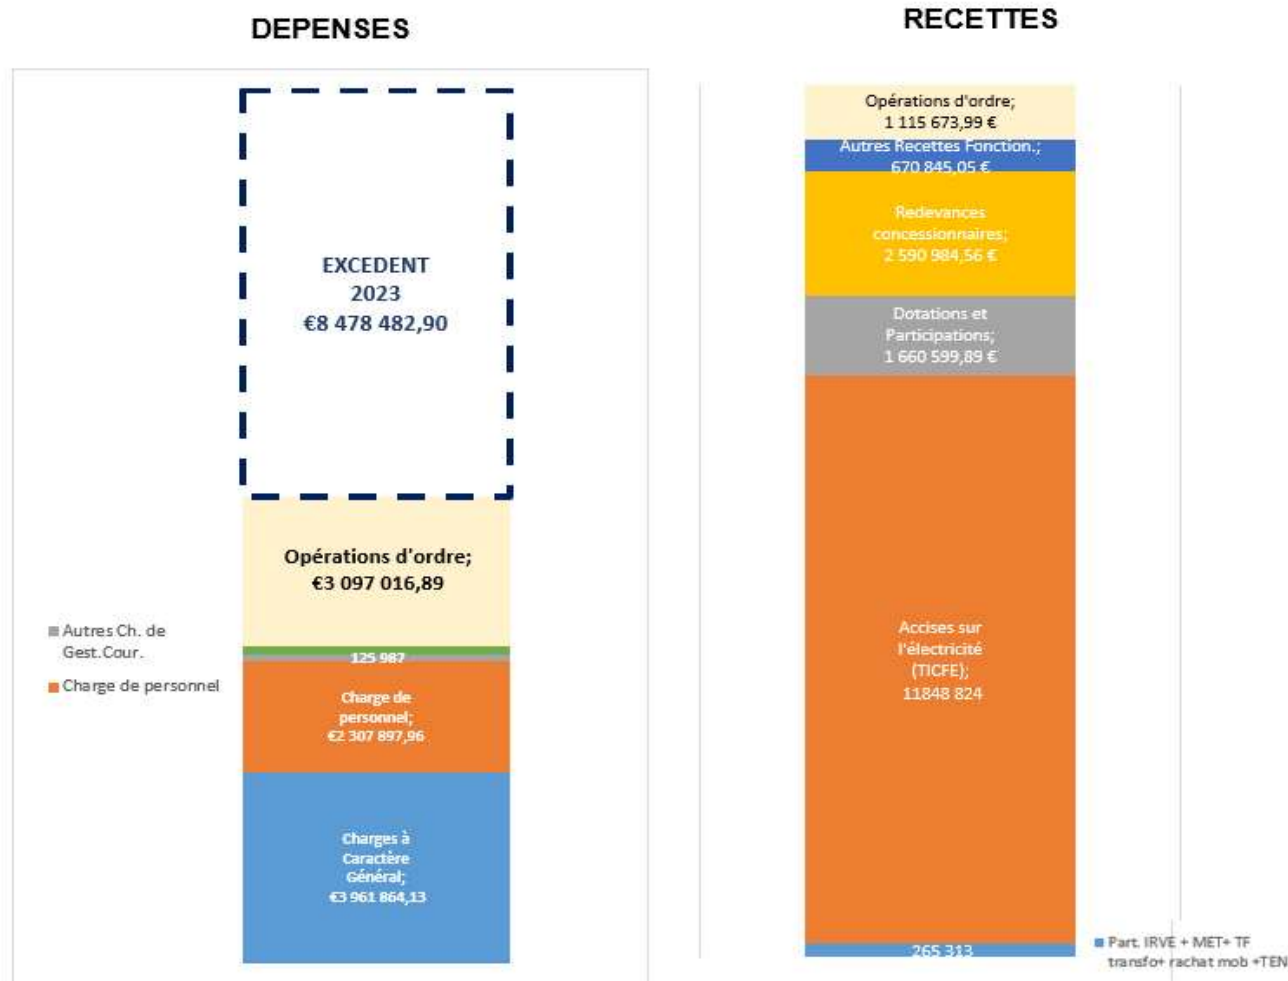 DEPENSES
EXCEDENT
2023
€8 478 482,90
Opérations d'ordre;
€3 097 016,89
125 987
Charge de
personnel;
€2 307 897,96
Charges à
Caractère
Général;
€3 961 864,13
Autres Ch. de
Gest.Cour.
Charge de personnel
RECETTES
Opérations d'ordre;
1 115 673,99 €
Autres Recettes Fonction.;
670 845,05 €
Redevances
concessionnaires;
2 590 984,56 €
Dotations et
Participations;
1 660 599,89 €
Accises sur
l'électricité
(TICFE);
11848 824
265 313
Part. IRVE + MET+ TF
transfo+ rachat mob +TEN